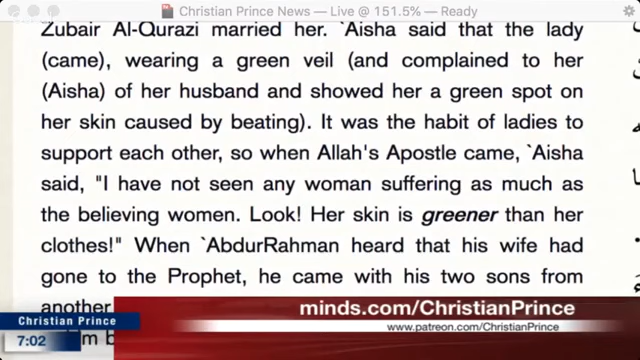 Christian Prince News — Live @ 151.5% — Ready
Zubair Al-Qurazi married her. `Aisha said that the lady
(came), wearing a green veil (and complained to her
(Aisha) of her husband and showed her a green spot on
her skin caused by beating). It was the habit of ladies to
support each other, so when Allah's Apostle came, `Aisha
said, "I have not seen any woman suffering as much as
the believing women. Look! Her skin is greener than her
clothes!" When `AbdurRahman heard that his wife had
gone to the Prophet, he came with his two sons from
another
minds.com/ChristianPrince
www.patreon.com/ChristianPrince
Christian Prince
7:02